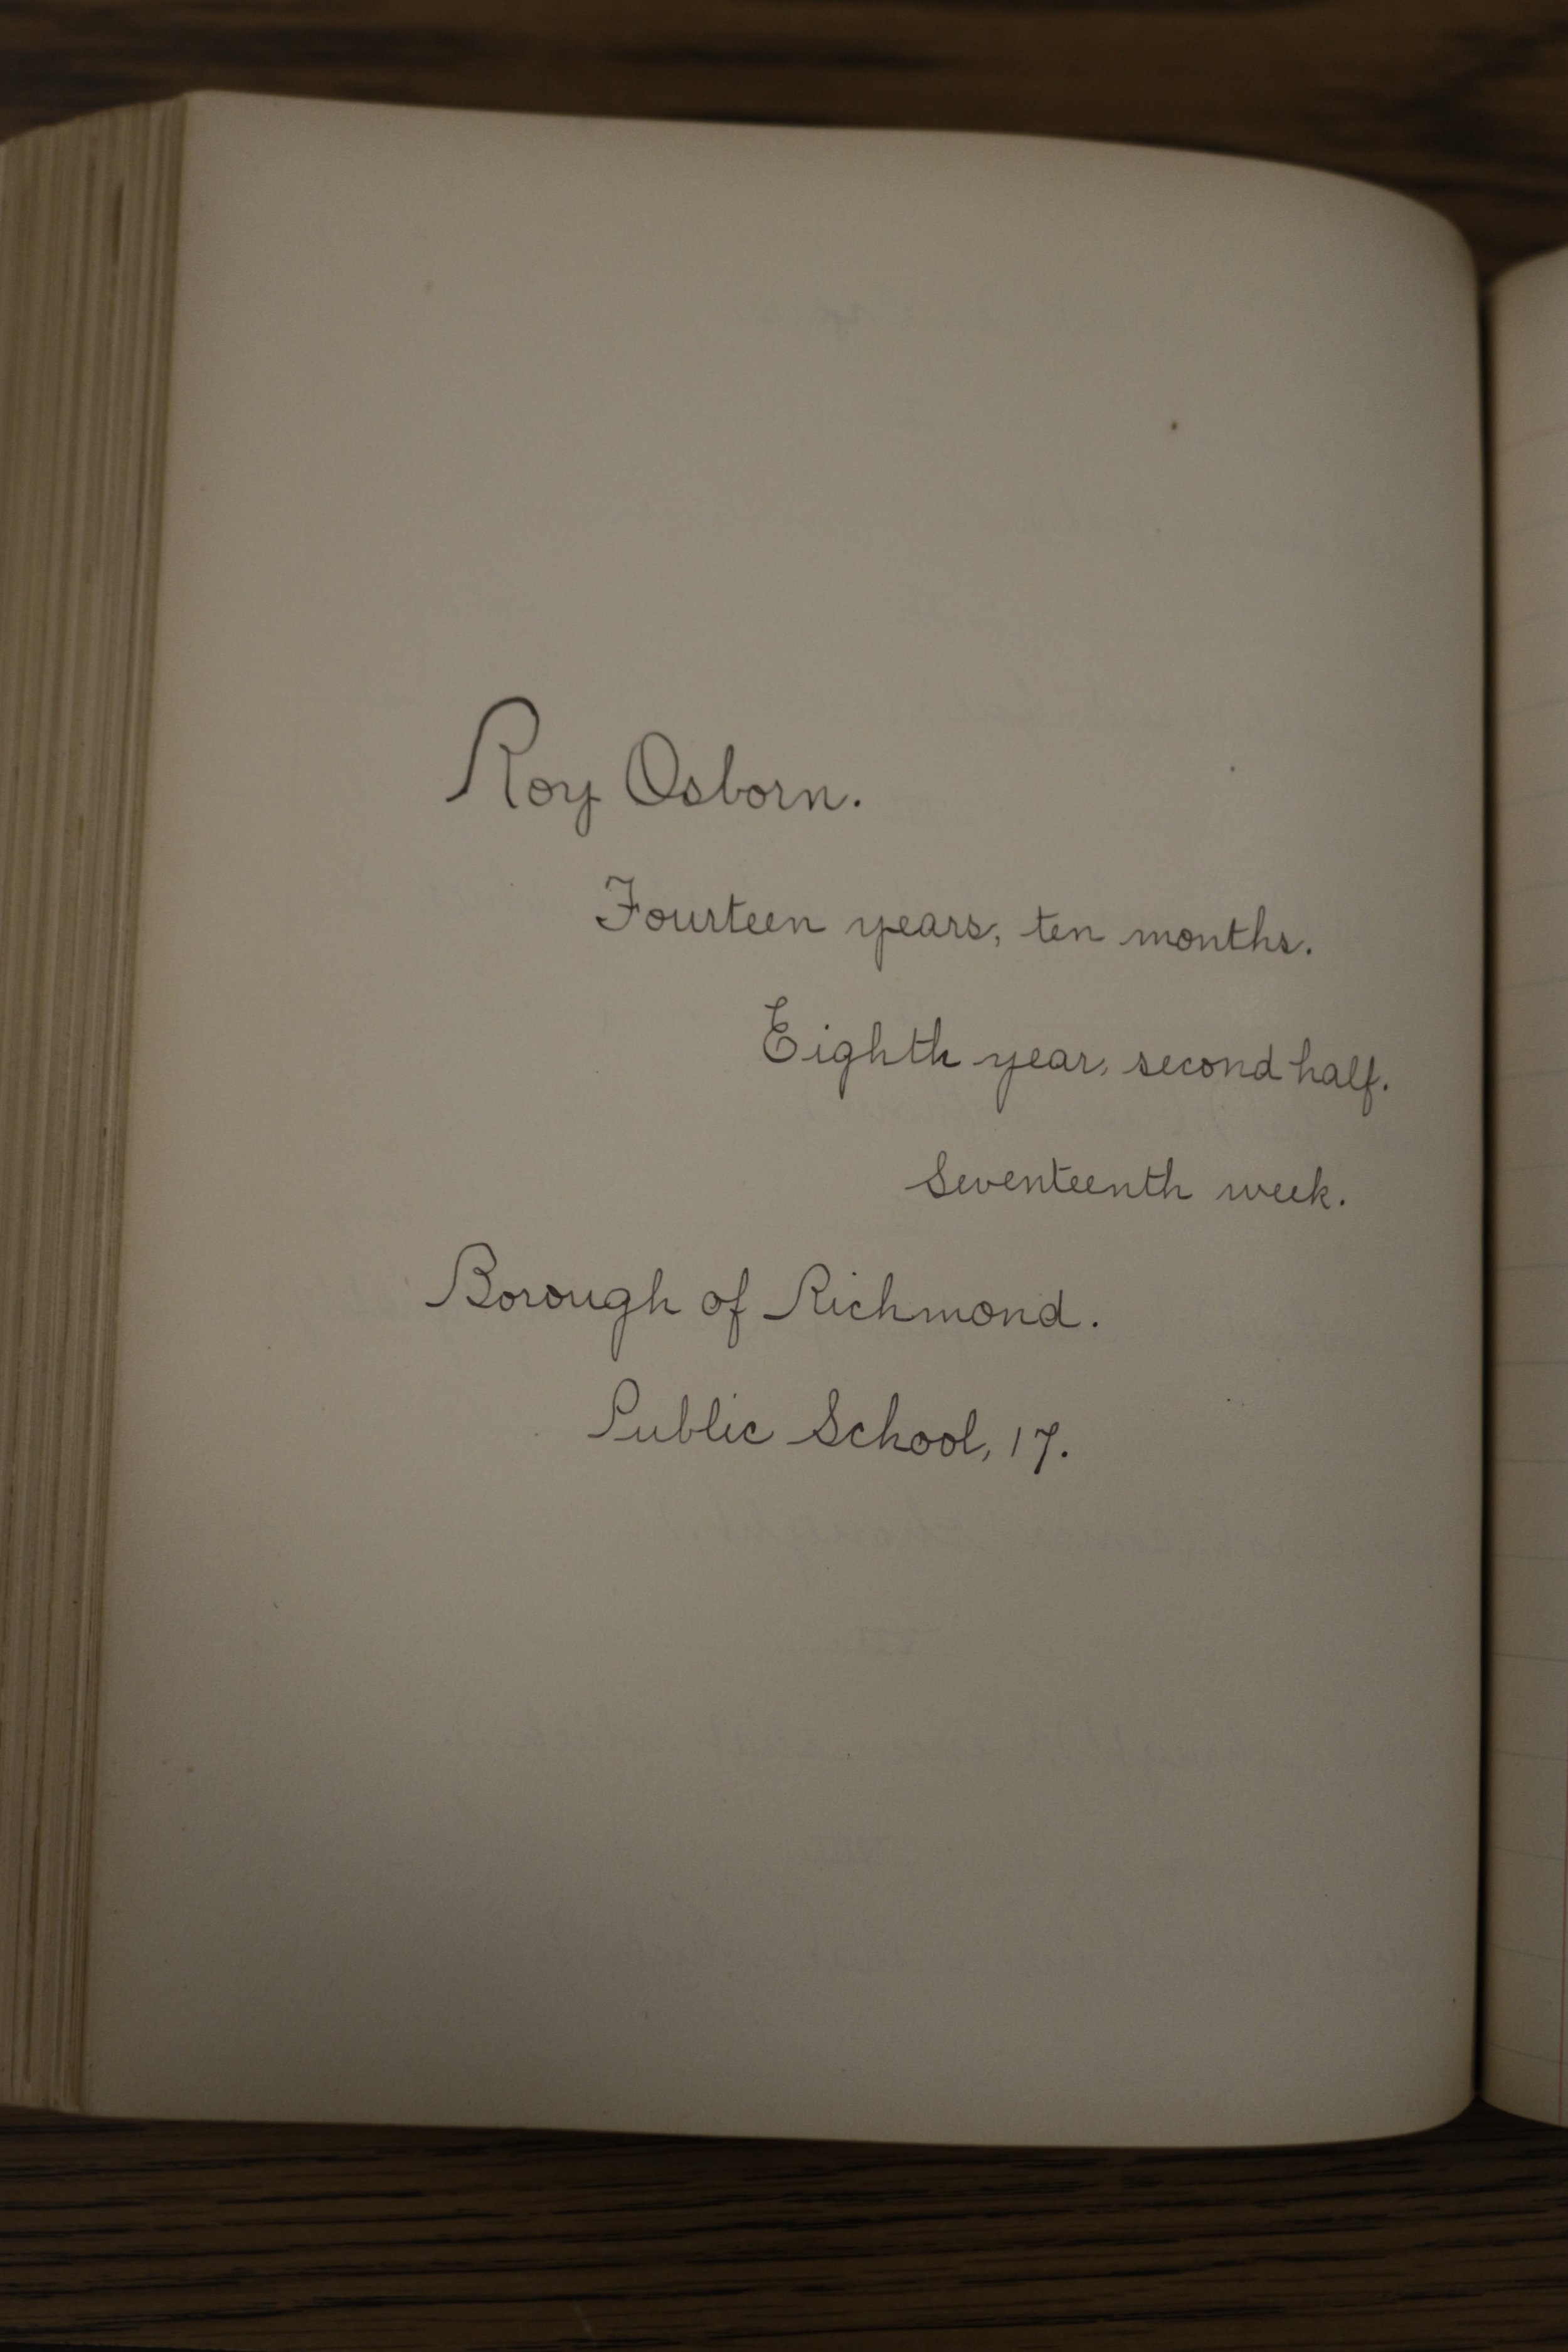 Roy Osborn.
Fourteen years, ten months.
Eighth year, second half.
Seventeenth week.
Borough of Richmond.
Public School, 17.